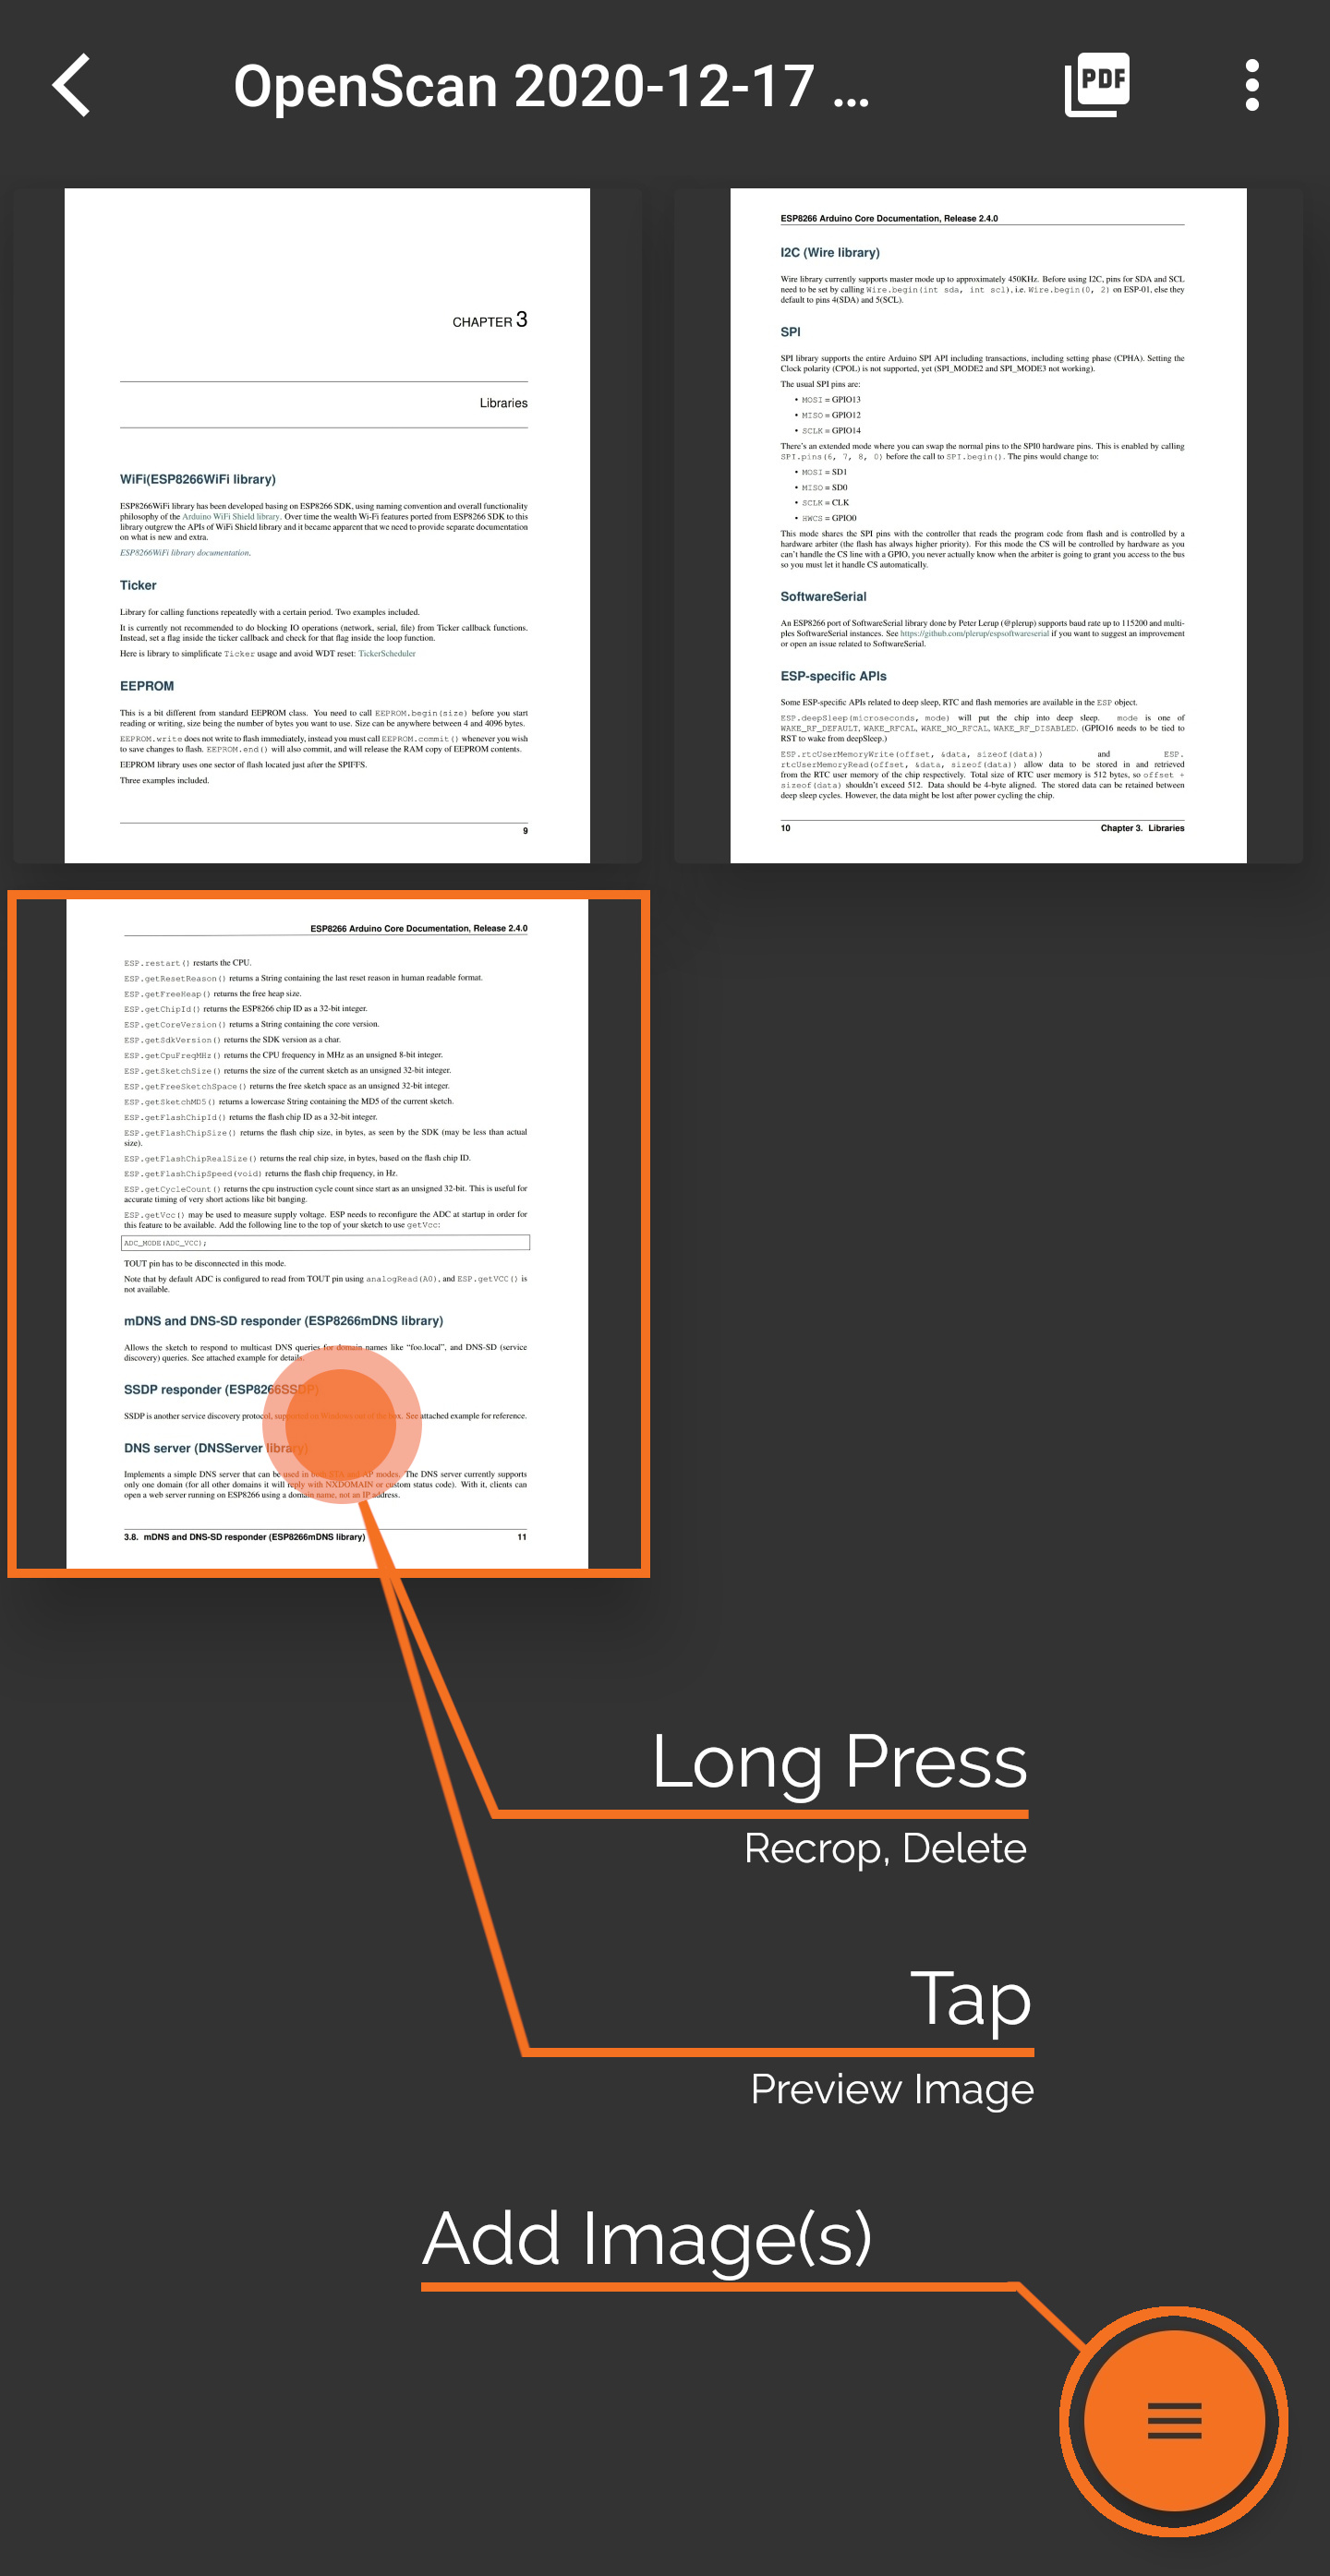 OpenScan 2020-12-17 ...
PDF
CHAPTER 3
Libraries
WiFi(ESP8266WiFi library)
ESP8266WiFi library has been developed basing on ESP8266 SDK, using naming convention and overall functionality
philosophy of the Arduino WiFi Shield library. Over time the wealth Wi-Fi features ported from ESP8266 SDK to this
library outgrew the APIs of WiFi Shield library and it became apparent that we need to provide separate documentation
on what is new and extra.
ESP8266WiFi library documentation.
Ticker
Library for calling functions repeatedly with a certain period. Two examples included.
It is currently not recommended to do blocking IO operations (network, serial, file) from Ticker callback functions.
Instead, set a flag inside the ticker callback and check for that flag inside the loop function.
Here is library to simplificate Ticker usage and avoid WDT reset: TickerScheduler
EEPROM
This is a bit different from standard EEPROM class. You need to call EEPROM.begin(size) before you start
reading or writing, size being the number of bytes you want to use. Size can be anywhere between 4 and 4096 bytes.
EEPROM.write does not write to flash immediately, instead you must call EEPROM.commit() whenever you wish
to save changes to flash. EEPROM.end() will also commit, and will release the RAM copy of EEPROM contents.
EEPROM library uses one sector of flash located just after the SPIFFS.
Three examples included.
9
ESP8266 Arduino Core Documentation, Release 2.4.0
I2C (Wire library)
Wire library currently supports master mode up to approximately 450KHz. Before using I2C, pins for SDA and SCL
need to be set by calling Wire.begin(int sda, int scl), i.e. Wire.begin(0, 2) on ESP-01, else they
default to pins 4(SDA) and 5(SCL).
SPI
SPI library supports the entire Arduino SPI API including transactions, including setting phase (CPHA). Setting the
Clock polarity (CPOL) is not supported, yet (SPI_MODE2 and SPI_MODE3 not working).
The usual SPI pins are:
• MOSI = GPIO13
• MISO = GPIO12
• SCLK = GPIO14
There's an extended mode where you can swap the normal pins to the SPI0 hardware pins. This is enabled by calling
SPI.pins(6, 7, 8, 0) before the call to SPI.begin(). The pins would change to:
• MOSI = SD1
• MISO = SD0
• SCLK = CLK
• HWCS = GPIO0
This mode shares the SPI pins with the controller that reads the program code from flash and is controlled by a
hardware arbiter (the flash has always higher priority). For this mode the CS will be controlled by hardware as you
can't handle the CS line with a GPIO, you never actually know when the arbiter is going to grant you access to the bus
so you must let it handle CS automatically.
SoftwareSerial
An ESP8266 port of SoftwareSerial library done by Peter Lerup (@plerup) supports baud rate up to 115200 and multi-
ples SoftwareSerial instances. See https://github.com/plerup/espsoftwareserial if you want to suggest an improvement
or open an issue related to SoftwareSerial.
ESP-specific APIs
Some ESP-specific APIs related to deep sleep, RTC and flash memories are available in the ESP object.
ESP.deepSleep(microseconds, mode) will put the chip into deep sleep. mode is one of
WAKE_RF_DEFAULT, WAKE_RFCAL, WAKE_NO_RFCAL, WAKE_RF_DISABLED. (GPIO16 needs to be tied to
RST to wake from deepSleep.)
ESP.rtcUserMemoryWrite(offset, &data, sizeof(data)) and ESP.
rtcUserMemoryRead(offset, &data, sizeof(data)) allow data to be stored in and retrieved
from the RTC user memory of the chip respectively. Total size of RTC user memory is 512 bytes, so offset +
sizeof(data) shouldn't exceed 512. Data should be 4-byte aligned. The stored data can be retained between
deep sleep cycles. However, the data might be lost after power cycling the chip.
10 Chapter 3. Libraries
ESP8266 Arduino Core Documentation, Release 2.4.0
ESP.restart() restarts the CPU.
ESP.getResetReason() returns a String containing the last reset reason in human readable format.
ESP.getFreeHeap() returns the free heap size.
ESP.getChipId() returns the ESP8266 chip ID as a 32-bit integer.
ESP.getCoreVersion() returns a String containing the core version.
ESP.getSdkVersion() returns the SDK version as a char.
ESP.getCpuFreqMHz() returns the CPU frequency in MHz as an unsigned 8-bit integer.
ESP.getSketchSize() returns the size of the current sketch as an unsigned 32-bit integer.
ESP.getFreeSketchSpace() returns the free sketch space as an unsigned 32-bit integer.
ESP.getSketchMD5() returns a lowercase String containing the MD5 of the current sketch.
ESP.getFlashChipId() returns the flash chip ID as a 32-bit integer.
ESP.getFlashChipSize() returns the flash chip size, in bytes, as seen by the SDK (may be less than actual
size).
ESP.getFlashChipRealSize() returns the real chip size, in bytes, based on the flash chip ID.
ESP.getFlashChipSpeed(void) returns the flash chip frequency, in Hz.
ESP.getCycleCount() returns the cpu instruction cycle count since start as an unsigned 32-bit. This is useful for
accurate timing of very short actions like bit banging.
ESP.getVcc() may be used to measure supply voltage. ESP needs to reconfigure the ADC at startup in order for
this feature to be available. Add the following line to the top of your sketch to use getVcc:
ADC_MODE(ADC_VCC);
TOUT pin has to be disconnected in this mode.
Note that by default ADC is configured to read from TOUT pin using analogRead(A0), and ESP.getVCC() is
not available.
mDNS and DNS-SD responder (ESP8266mDNS library)
Allows the sketch to respond to multicast DNS queries for domain names like "foo.local", and DNS-SD (service
discovery) queries. See attached example for details.
SSDP responder (ESP8266SSDP)
SSDP is another service discovery protocol, supported on Windows out of the box. See attached example for reference.
DNS server (DNSServer library)
Implements a simple DNS server that can be used in both STA and AP modes. The DNS server currently supports
only one domain (for all other domains it will reply with NXDOMAIN or custom status code). With it, clients can
open a web server running on ESP8266 using a domain name, not an IP address.
3.8. mDNS and DNS-SD responder (ESP8266mDNS library) 11
Long Press
Recrop, Delete
Tap
Preview Image
Add Image(s)